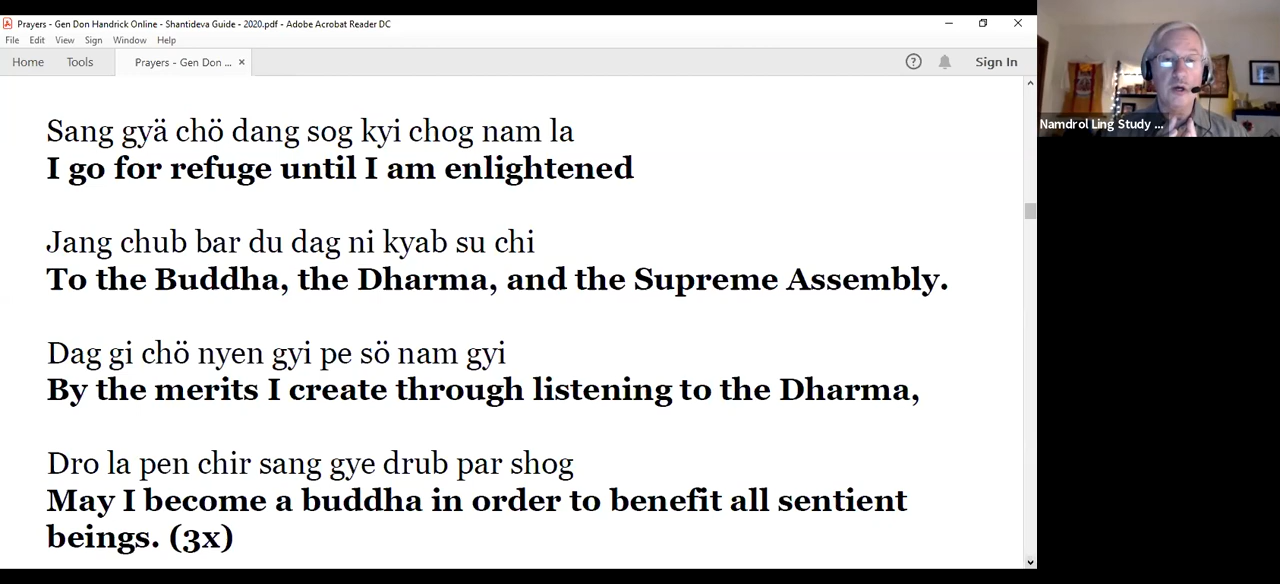 Prayers - Gen Don Handrick Online - Shantideva Guide - 2020.pdf - Adobe Acrobat Reader DC
File Edit View Sign Window Help
Home Tools Prayers - Gen Don ... × Sign In
Sang gyä chö dang sog kyi chog nam la
I go for refuge until I am enlightened
Jang chub bar du dag ni kyab su chi
To the Buddha, the Dharma, and the Supreme Assembly.
Dag gi chö nyen gyi pe sö nam gyi
By the merits I create through listening to the Dharma,
Dro la pen chir sang gye drub par shog
May I become a buddha in order to benefit all sentient
beings. (3x)
Namdrol Ling Study ...